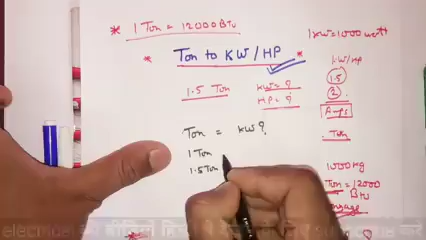 * 1 Ton = 12000 Btu
1 KW = 1000 watt
* Ton to KW/HP *
KW/HP
1.5 Ton
KW = ?
HP = ?
1.5
2.
Amps
Ton = KW ?
Ton
1 Ton
1.5 Ton
1000 Kg
Ton = 12000
Btu